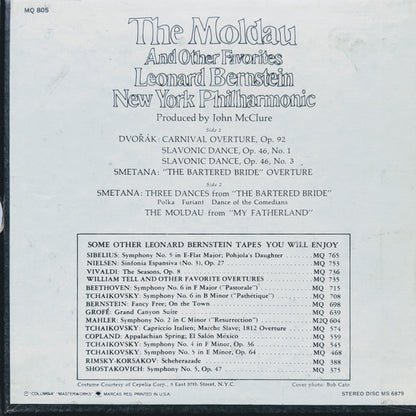 MQ 805
The Moldau
And Other Favorites
Leonard Bernstein
New York Philharmonic
Produced by John McClure
Side 1
DVOŘÁK: CARNIVAL OVERTURE, Op. 92
SLAVONIC DANCE, Op. 46, No. 1
SLAVONIC DANCE, Op. 46, No. 3
SMETANA: "THE BARTERED BRIDE" OVERTURE
Side 2
SMETANA: THREE DANCES from "THE BARTERED BRIDE"
Polka Furiant Dance of the Comedians
THE MOLDAU from "MY FATHERLAND"
SOME OTHER LEONARD BERNSTEIN TAPES YOU WILL ENJOY
SIBELIUS: Symphony No. 5 in E-Flat Major; Pohjola's Daughter MQ 765
NIELSEN: Sinfonia Espansiva (No. 3), Op. 27 MQ 753
VIVALDI: The Seasons, Op. 8 MQ 736
WILLIAM TELL AND OTHER FAVORITE OVERTURES MQ 735
BEETHOVEN: Symphony No. 6 in F Major ("Pastorale") MQ 715
TCHAIKOVSKY: Symphony No. 6 in B Minor ("Pathétique") MQ 708
BERNSTEIN: Fancy Free; On the Town MQ 698
GROFÉ: Grand Canyon Suite MQ 639
MAHLER: Symphony No. 2 in C Minor ("Resurrection") M2Q 604
TCHAIKOVSKY: Capriccio Italien; Marche Slave; 1812 Overture MQ 574
COPLAND: Appalachian Spring; El Salón México MQ 559
TCHAIKOVSKY: Symphony No. 4 in F Minor, Op. 36 MQ 545
TCHAIKOVSKY: Symphony No. 5 in E Minor, Op. 64 MQ 468
RIMSKY-KORSAKOV: Scheherazade MQ 388
SHOSTAKOVICH: Symphony No. 5, Op. 47 MQ 375
Costume Courtesy of Cepelia Corp., 5 East 57th Street, N.Y.C. Cover photo: Bob Cato
© "COLUMBIA" "MASTERWORKS" MARCAS REG. PRINTED IN U.S.A. STEREO DISC MS 6879